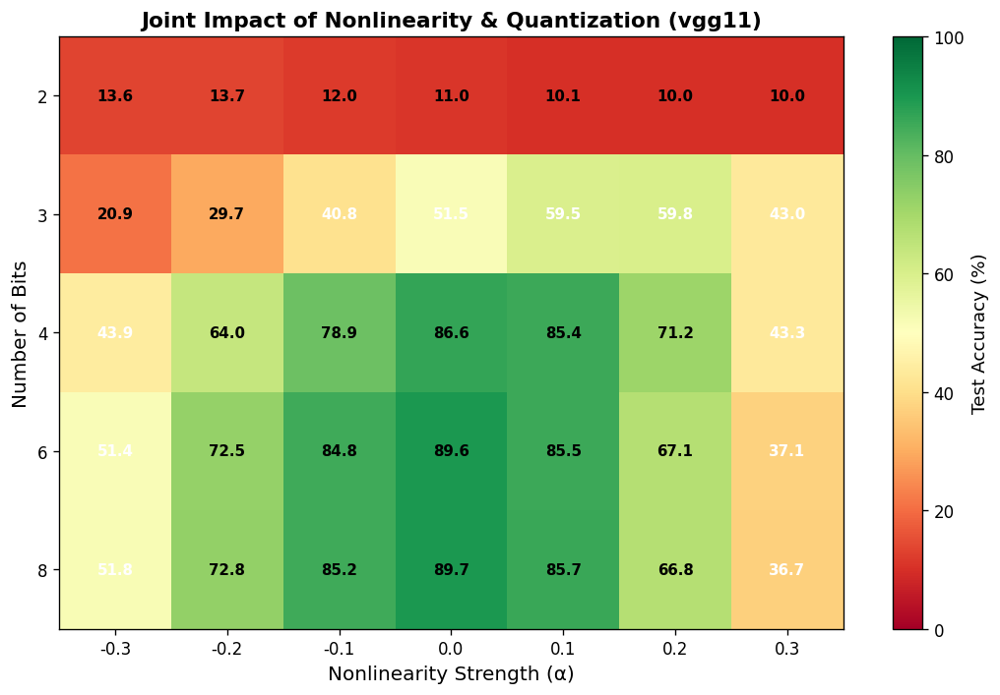 Joint Impact of Nonlinearity & Quantization (vgg11)
100
2 13.6 13.7 12.0 11.0 10.1 10.0 10.0
80
3 20.9 29.7 40.8 51.5 59.5 59.8 43.0
60
4 43.9 64.0 78.9 86.6 85.4 71.2 43.3
40
6 51.4 72.5 84.8 89.6 85.5 67.1 37.1
20
8 51.8 72.8 85.2 89.7 85.7 66.8 36.7
0
-0.3 -0.2 -0.1 0.0 0.1 0.2 0.3
Nonlinearity Strength (α)
Number of Bits
Test Accuracy (%)